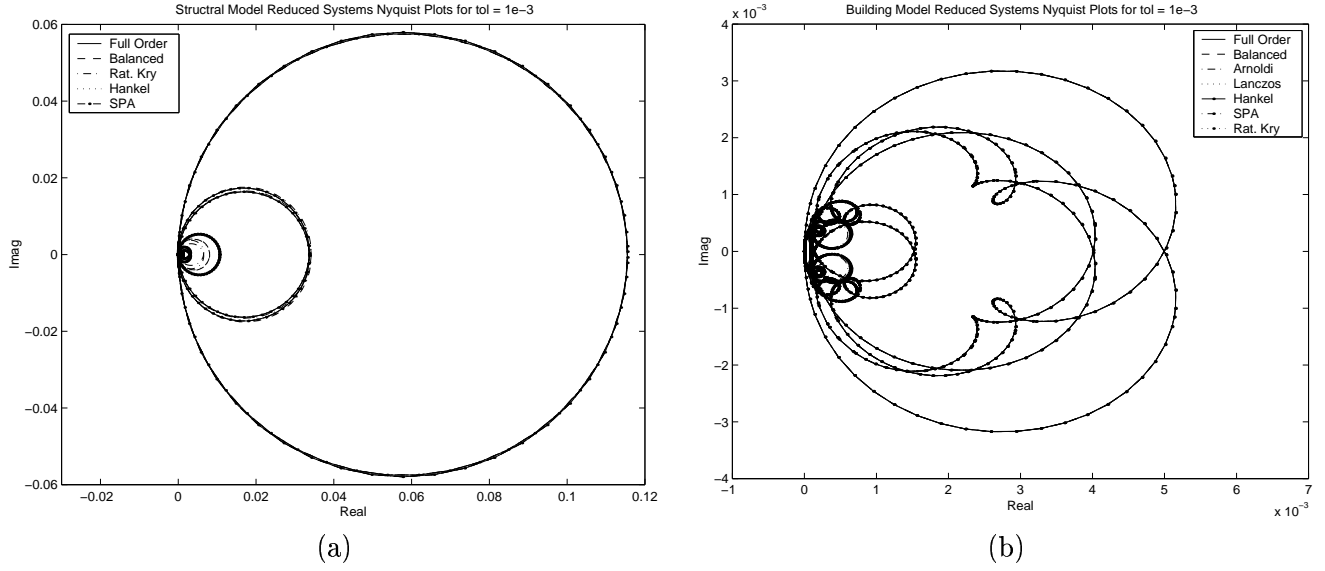 Structral Model Reduced Systems Nyquist Plots for tol = 1e−3
0.06
0.04
0.02
0
−0.02
−0.04
−0.06
Imag
Full Order
Balanced
Rat. Kry
Hankel
SPA
−0.02
0
0.02
0.04
0.06
0.08
0.1
0.12
Real
(a)
Building Model Reduced Systems Nyquist Plots for tol = 1e−3
x 10−3
4
3
2
1
0
−1
−2
−3
−4
Imag
Full Order
Balanced
Arnoldi
Lanczos
Hankel
SPA
Rat. Kry
−1
0
1
2
3
4
5
6
7
Real
x 10−3
(b)